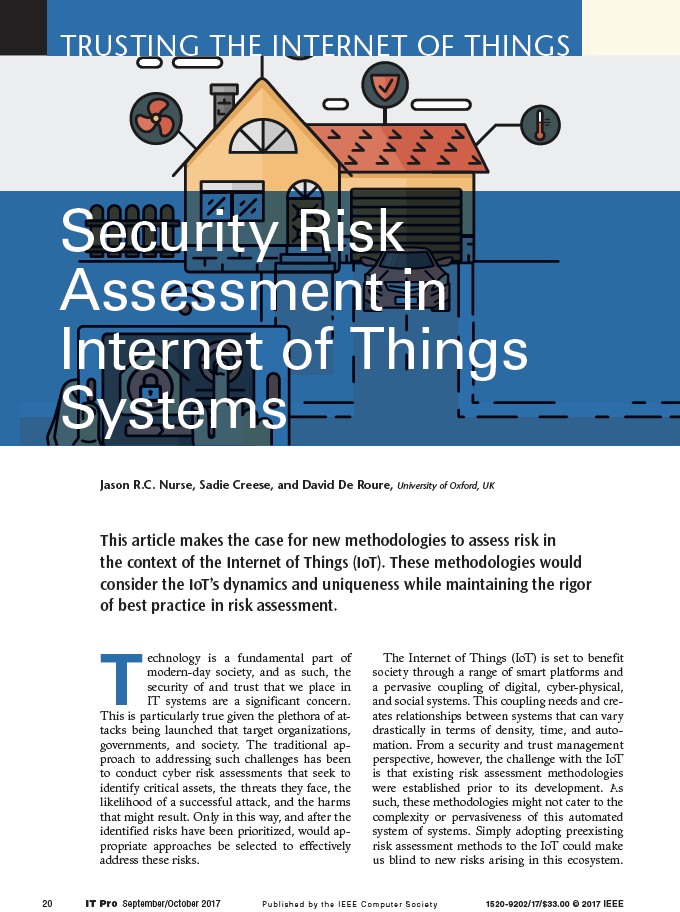 TRUSTING THE INTERNET OF THINGS
Security Risk
Assessment in
Internet of Things
Systems
Jason R.C. Nurse, Sadie Creese, and David De Roure, University of Oxford, UK
This article makes the case for new methodologies to assess risk in
the context of the Internet of Things (IoT). These methodologies would
consider the IoT's dynamics and uniqueness while maintaining the rigor
of best practice in risk assessment.
Technology is a fundamental part of
modern-day society, and as such, the
security of and trust that we place in
IT systems are a significant concern.
This is particularly true given the plethora of at-
tacks being launched that target organizations,
governments, and society. The traditional ap-
proach to addressing such challenges has been
to conduct cyber risk assessments that seek to
identify critical assets, the threats they face, the
likelihood of a successful attack, and the harms
that might result. Only in this way, and after the
identified risks have been prioritized, would ap-
propriate approaches be selected to effectively
address these risks.
The Internet of Things (IoT) is set to benefit
society through a range of smart platforms and
a pervasive coupling of digital, cyber-physical,
and social systems. This coupling needs and cre-
ates relationships between systems that can vary
drastically in terms of density, time, and auto-
mation. From a security and trust management
perspective, however, the challenge with the IoT
is that existing risk assessment methodologies
were established prior to its development. As
such, these methodologies might not cater to the
complexity or pervasiveness of this automated
system of systems. Simply adopting preexisting
risk assessment methods to the IoT could make
us blind to new risks arising in this ecosystem.
20 IT Pro September/October 2017 Published by the IEEE Computer Society 1520-9202/17/$33.00 © 2017 IEEE